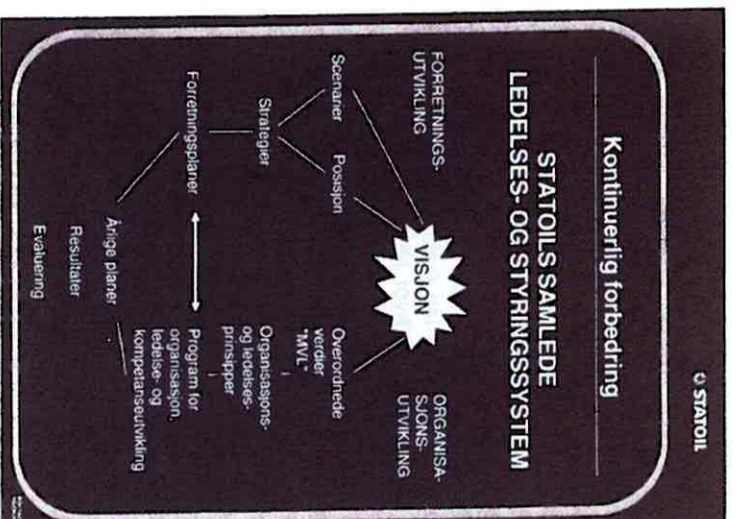 STATOIL
Kontinuerlig forbedring
STATOILS SAMLEDE
LEDELSES- OG STYRINGSSYSTEM
FORRETNINGS-
UTVIKLING
ORGANISA-
SJONS-
UTVIKLING
VISJON
Scenarier
Posisjon
Strategier
Forretningsplaner
Overordnede
verdier
"MVL"
Organisasjons-
og ledelses-
prinsipper
Program for
organisasjon,
ledelse- og
kompetanseutvikling
Årlige planer
Resultater
Evaluering